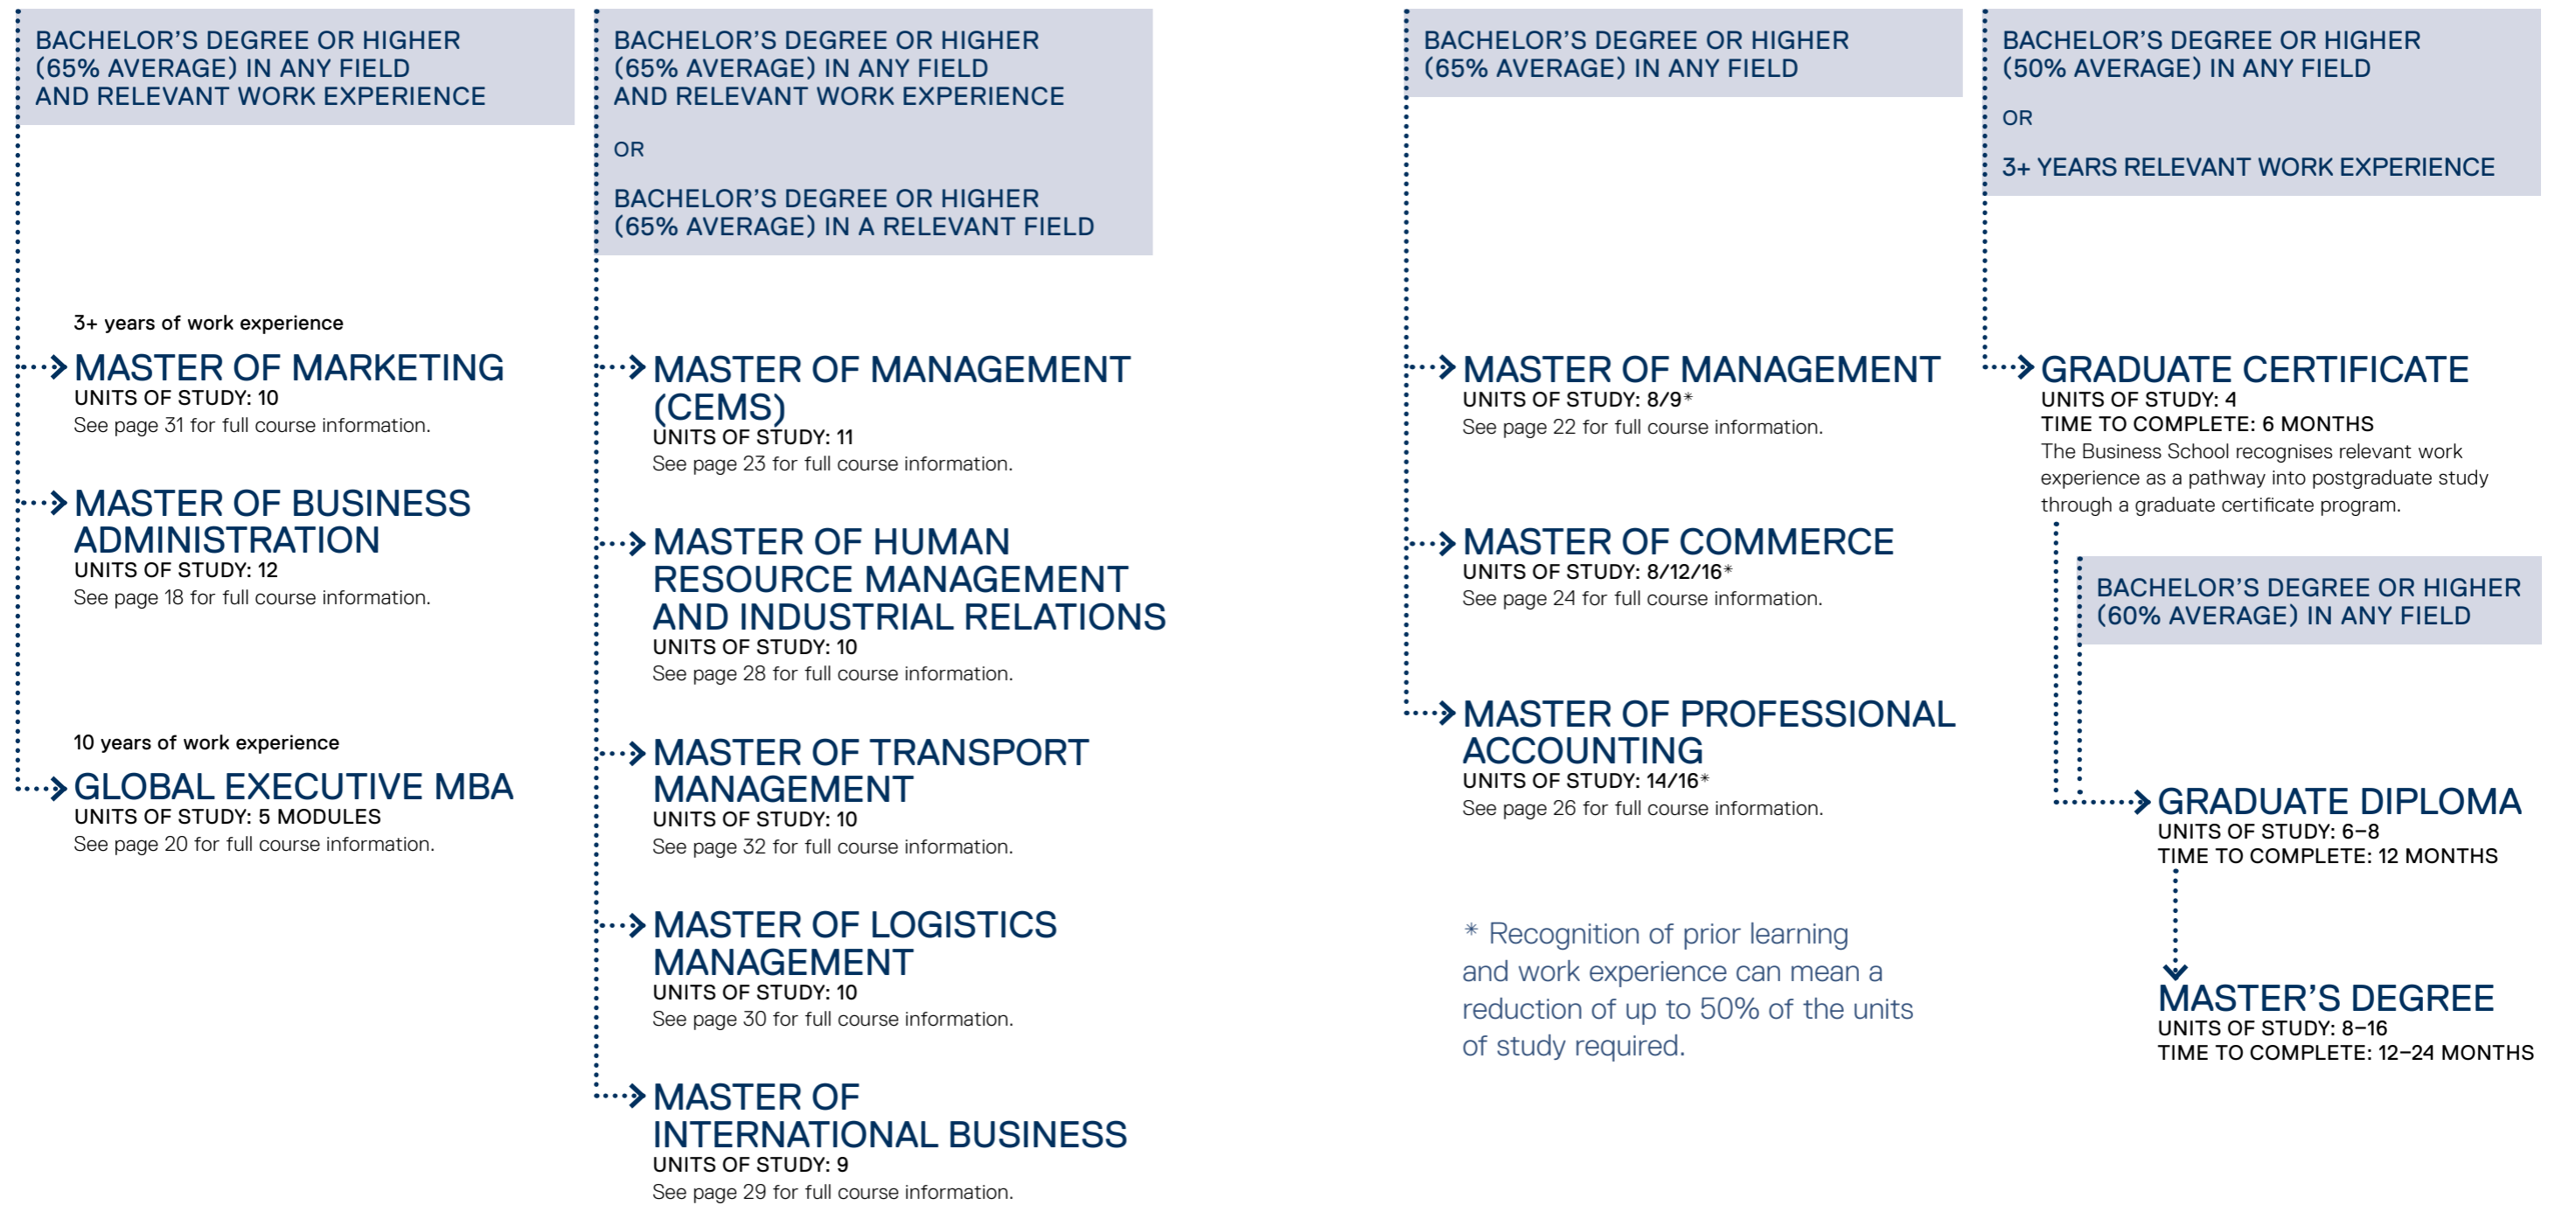 BACHELOR’S DEGREE OR HIGHER
(65% AVERAGE) IN ANY FIELD
AND RELEVANT WORK EXPERIENCE
3+ years of work experience
MASTER OF MARKETING
UNITS OF STUDY: 10
See page 31 for full course information.
MASTER OF BUSINESS
ADMINISTRATION
UNITS OF STUDY: 12
See page 18 for full course information.
10 years of work experience
GLOBAL EXECUTIVE MBA
UNITS OF STUDY: 5 MODULES
See page 20 for full course information.
BACHELOR’S DEGREE OR HIGHER
(65% AVERAGE) IN ANY FIELD
AND RELEVANT WORK EXPERIENCE
OR
BACHELOR’S DEGREE OR HIGHER
(65% AVERAGE) IN A RELEVANT FIELD
MASTER OF MANAGEMENT
(CEMS)
UNITS OF STUDY: 11
See page 23 for full course information.
MASTER OF HUMAN
RESOURCE MANAGEMENT
AND INDUSTRIAL RELATIONS
UNITS OF STUDY: 10
See page 28 for full course information.
MASTER OF TRANSPORT
MANAGEMENT
UNITS OF STUDY: 10
See page 32 for full course information.
MASTER OF LOGISTICS
MANAGEMENT
UNITS OF STUDY: 10
See page 30 for full course information.
MASTER OF
INTERNATIONAL BUSINESS
UNITS OF STUDY: 9
See page 29 for full course information.
BACHELOR’S DEGREE OR HIGHER
(65% AVERAGE) IN ANY FIELD
MASTER OF MANAGEMENT
UNITS OF STUDY: 8/9*
See page 22 for full course information.
MASTER OF COMMERCE
UNITS OF STUDY: 8/12/16*
See page 24 for full course information.
MASTER OF PROFESSIONAL
ACCOUNTING
UNITS OF STUDY: 14/16*
See page 26 for full course information.
* Recognition of prior learning
and work experience can mean a
reduction of up to 50% of the units
of study required.
BACHELOR’S DEGREE OR HIGHER
(50% AVERAGE) IN ANY FIELD
OR
3+ YEARS RELEVANT WORK EXPERIENCE
GRADUATE CERTIFICATE
UNITS OF STUDY: 4
TIME TO COMPLETE: 6 MONTHS
The Business School recognises relevant work
experience as a pathway into postgraduate study
through a graduate certificate program.
BACHELOR’S DEGREE OR HIGHER
(60% AVERAGE) IN ANY FIELD
GRADUATE DIPLOMA
UNITS OF STUDY: 6–8
TIME TO COMPLETE: 12 MONTHS
MASTER’S DEGREE
UNITS OF STUDY: 8–16
TIME TO COMPLETE: 12–24 MONTHS